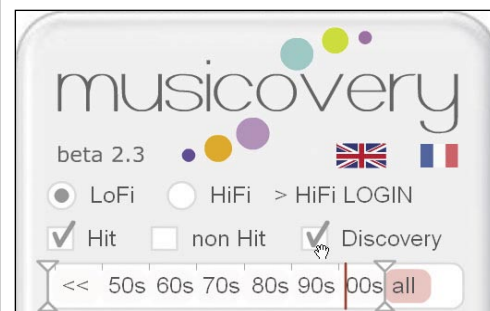 musicovery
beta 2.3
LoFi HiFi > HiFi LOGIN
Hit non Hit Discovery
<< 50s 60s 70s 80s 90s 00s all